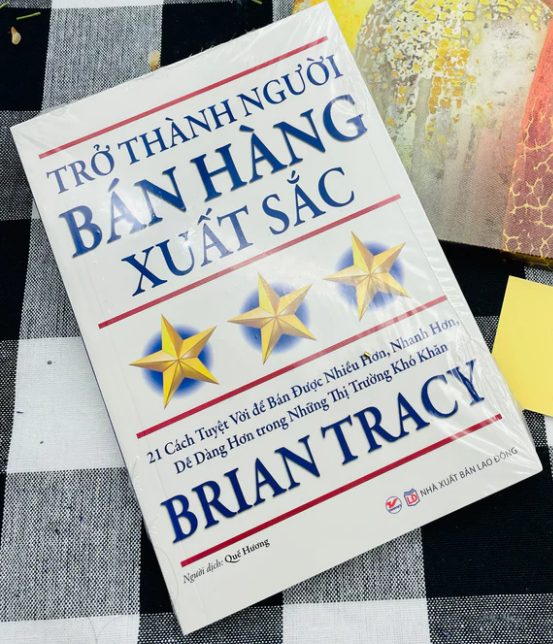 TRỞ THÀNH NGƯỜI
BÁN HÀNG
XUẤT SẮC
21 Cách Tuyệt Vời để Bán Được Nhiều Hơn, Nhanh Hơn,
Dễ Dàng Hơn trong Những Thị Trường Khó Khăn
BRIAN TRACY
Người dịch: Quế Hương
LĐ NHÀ XUẤT BẢN LAO ĐỘNG